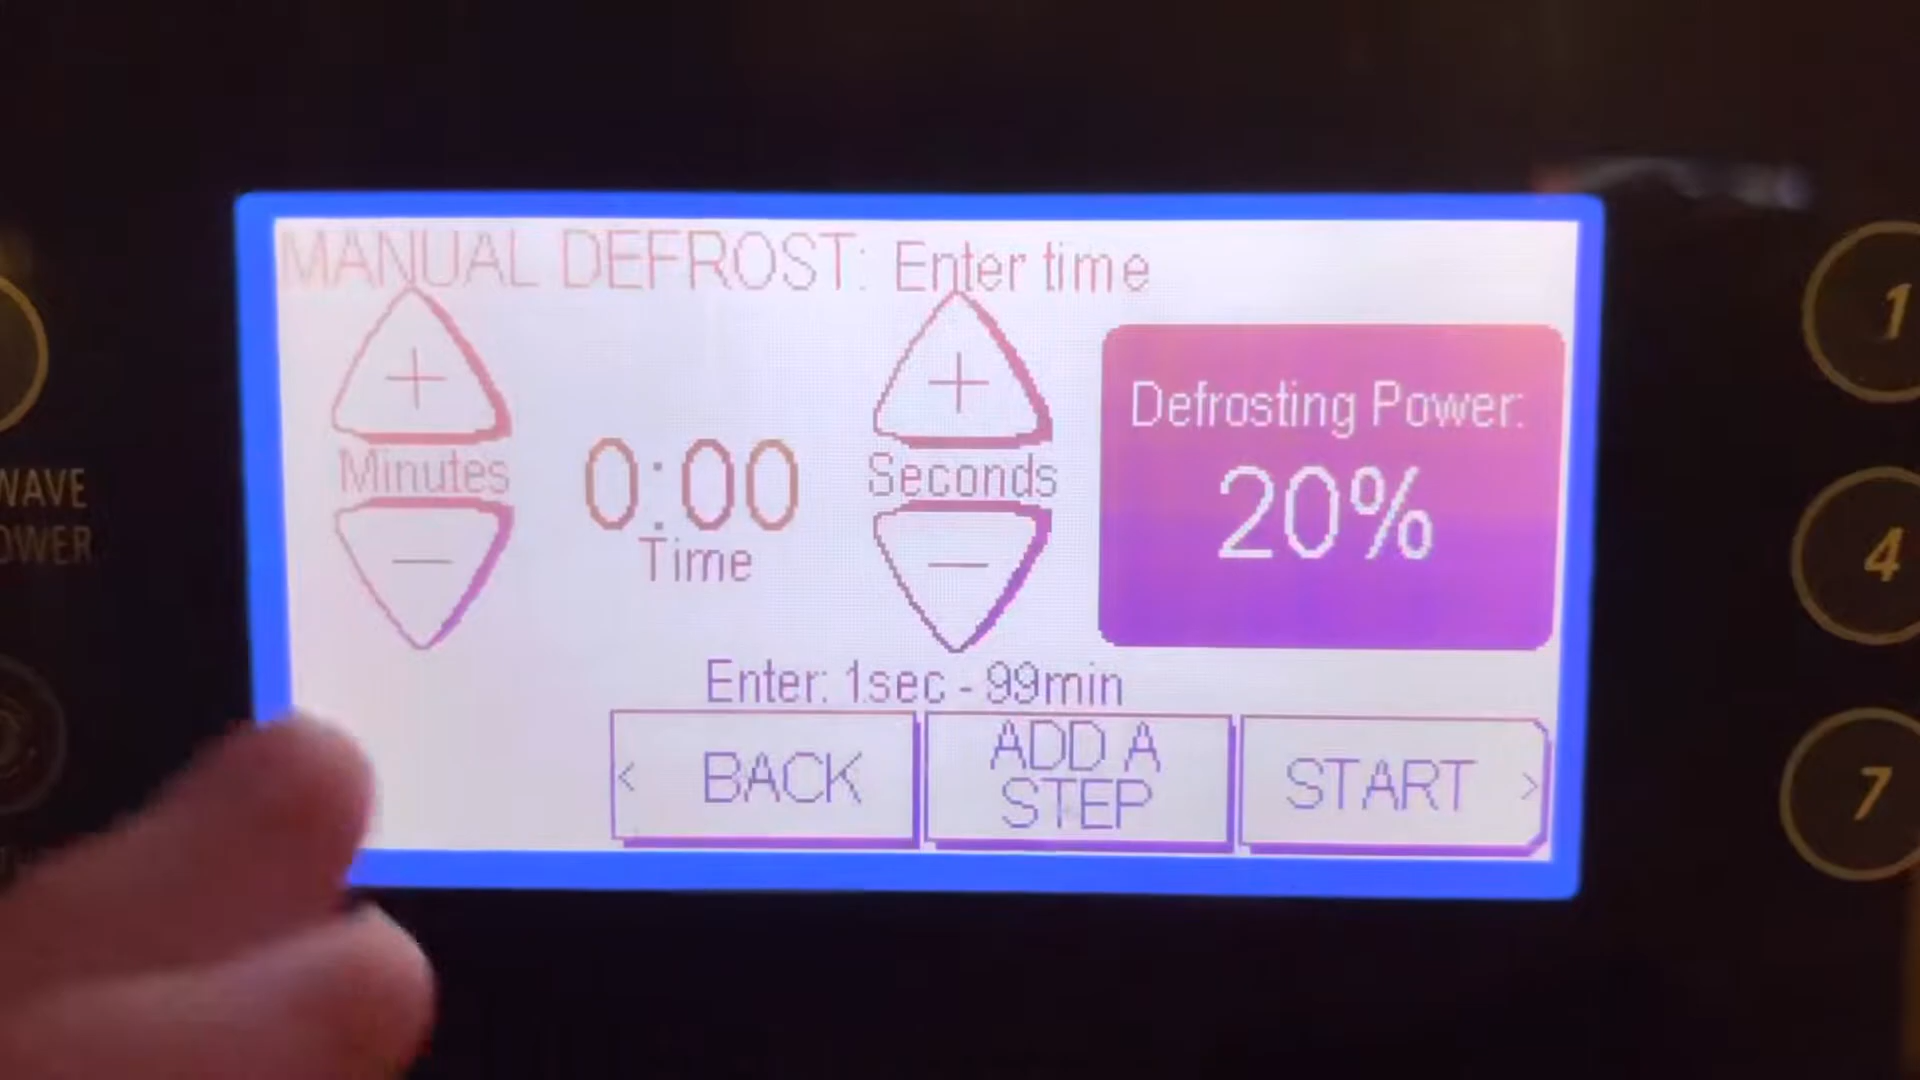 MANUAL DEFROST: Enter time
+
+
Minutes
0:00
Time
Seconds
Defrosting Power:
20%
—
—
Enter: 1sec - 99min
< BACK
ADD A
STEP
START >
WAVE
OWER
1
4
7